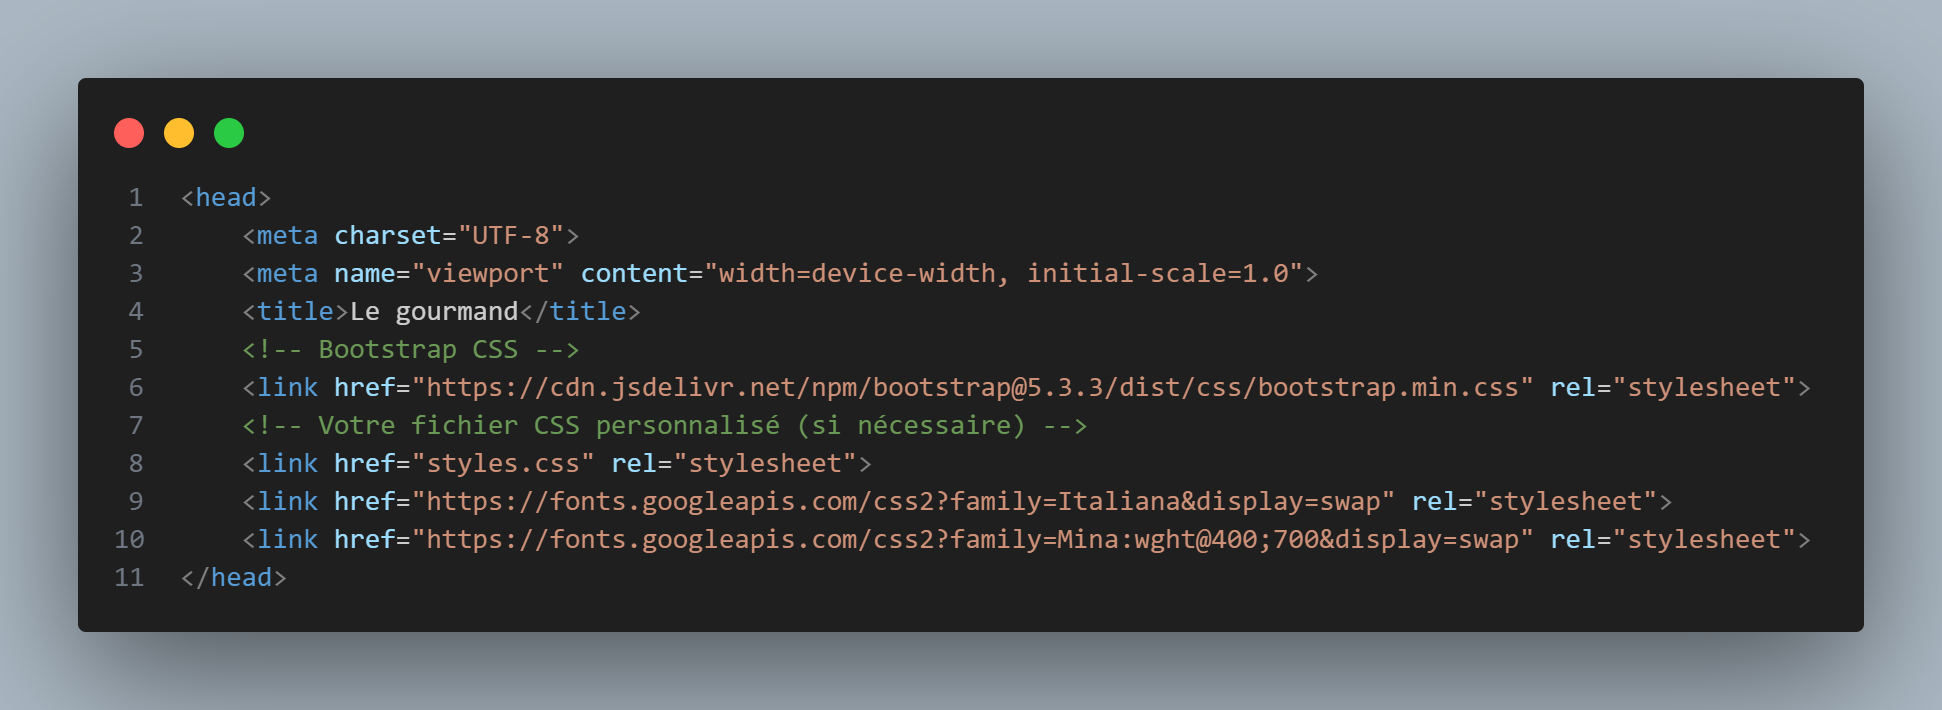 1 <head>
2     <meta charset="UTF-8">
3     <meta name="viewport" content="width=device-width, initial-scale=1.0">
4     <title>Le gourmand</title>
5     <!-- Bootstrap CSS -->
6     <link href="https://cdn.jsdelivr.net/npm/bootstrap@5.3.3/dist/css/bootstrap.min.css" rel="stylesheet">
7     <!-- Votre fichier CSS personnalisé (si nécessaire) -->
8     <link href="styles.css" rel="stylesheet">
9     <link href="https://fonts.googleapis.com/css2?family=Italiana&display=swap" rel="stylesheet">
10     <link href="https://fonts.googleapis.com/css2?family=Mina:wght@400;700&display=swap" rel="stylesheet">
11 </head>